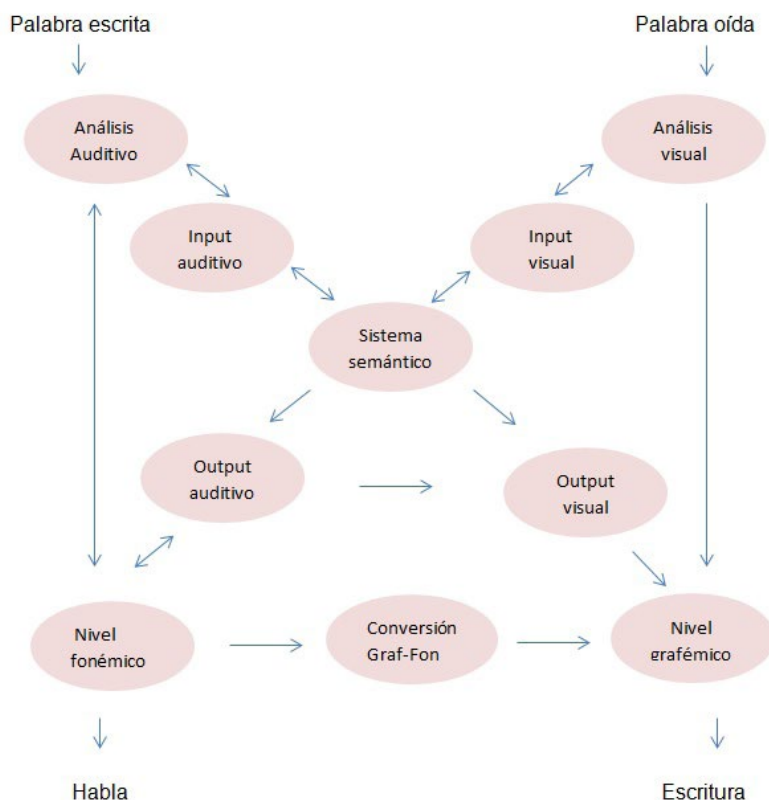 Palabra escrita
Palabra oída
Análisis
Auditivo
Análisis
visual
Input
auditivo
Input
visual
Sistema
semántico
Output
auditivo
Output
visual
Nivel
fonémico
Conversión
Graf-Fon
Nivel
grafémico
Habla
Escritura